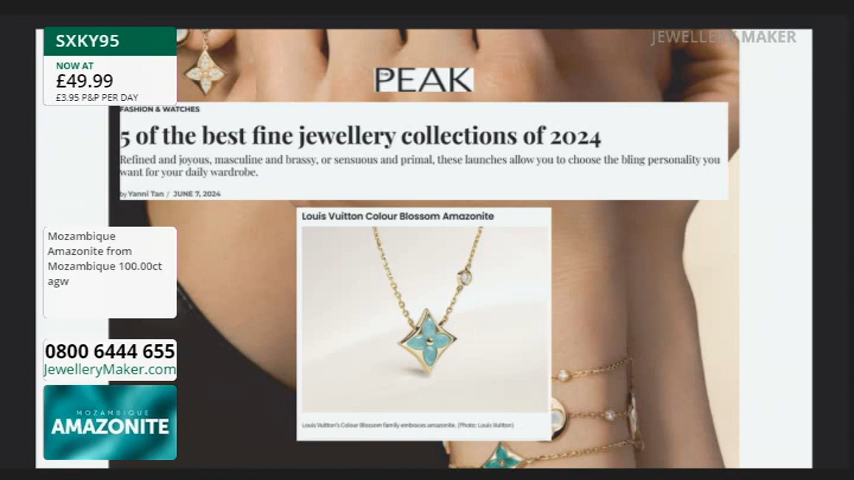 SXKY95
NOW AT
£49.99
£3.95 P&P PER DAY
JEWELLERY MAKER
THE PEAK
FASHION & WATCHES
5 of the best fine jewellery collections of 2024
Refined and joyous, masculine and brassy, or sensuous and primal, these launches allow you to choose the bling personality you
want for your daily wardrobe.
by Yanni Tan / JUNE 7, 2024
Louis Vuitton Colour Blossom Amazonite
Louis Vuitton's Colour Blossom family embraces amazonite. (Photo: Louis Vuitton)
Mozambique
Amazonite from
Mozambique 100.00ct
agw
0800 6444 655
JewelleryMaker.com
MOZAMBIQUE
AMAZONITE